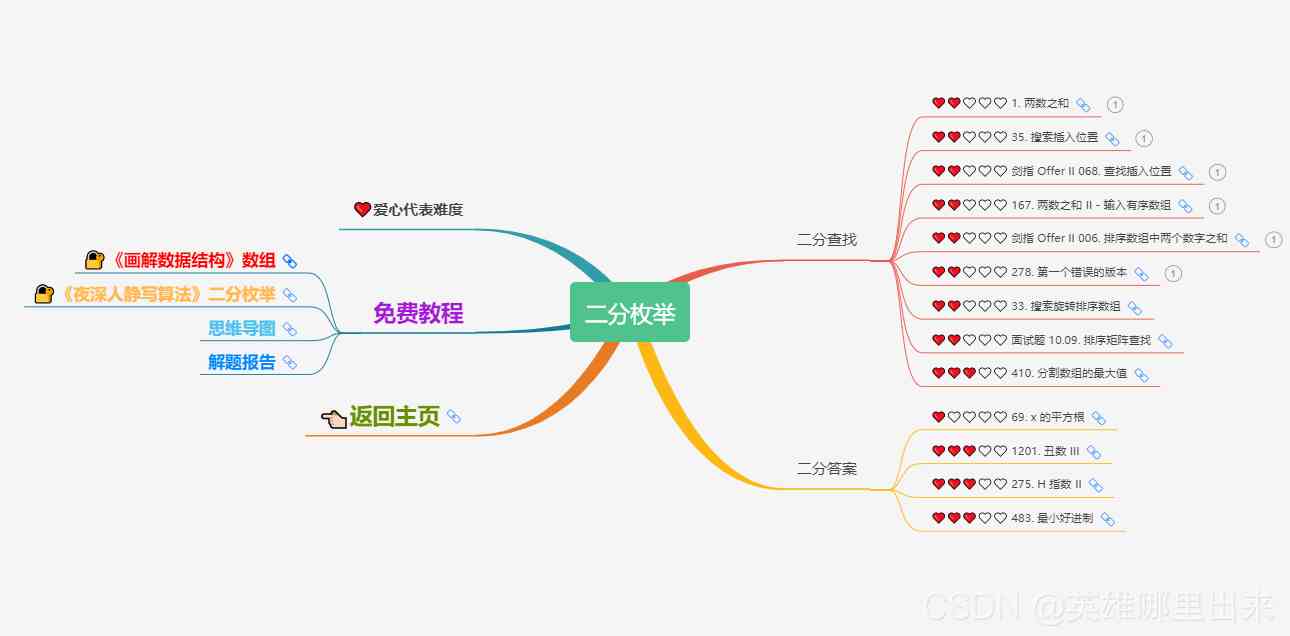 爱心代表难度
《画解数据结构》数组
《夜深人静写算法》二分枚举
思维导图
解题报告
免费教程
返回主页
二分枚举
二分查找
1. 两数之和 1
35. 搜索插入位置 1
剑指 Offer II 068. 查找插入位置 1
167. 两数之和 II - 输入有序数组 1
剑指 Offer II 006. 排序数组中两个数字之和 1
278. 第一个错误的版本 1
33. 搜索旋转排序数组
面试题 10.09. 排序矩阵查找
410. 分割数组的最大值
二分答案
69. x 的平方根
1201. 丑数 III
275. H 指数 II
483. 最小好进制
CSDN @英雄哪里出来